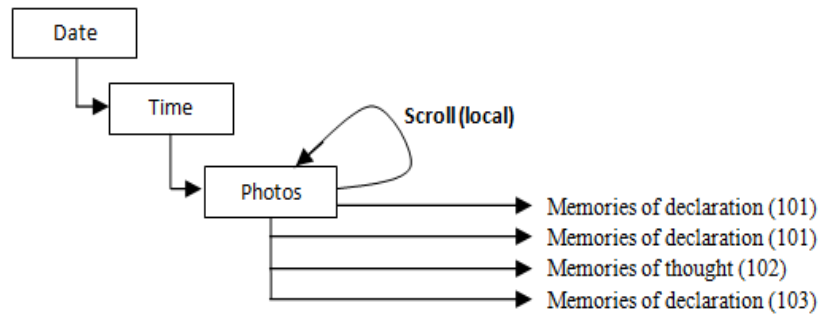 Date
Time
Scroll (local)
Photos
Memories of declaration (101)
Memories of declaration (101)
Memories of thought (102)
Memories of declaration (103)